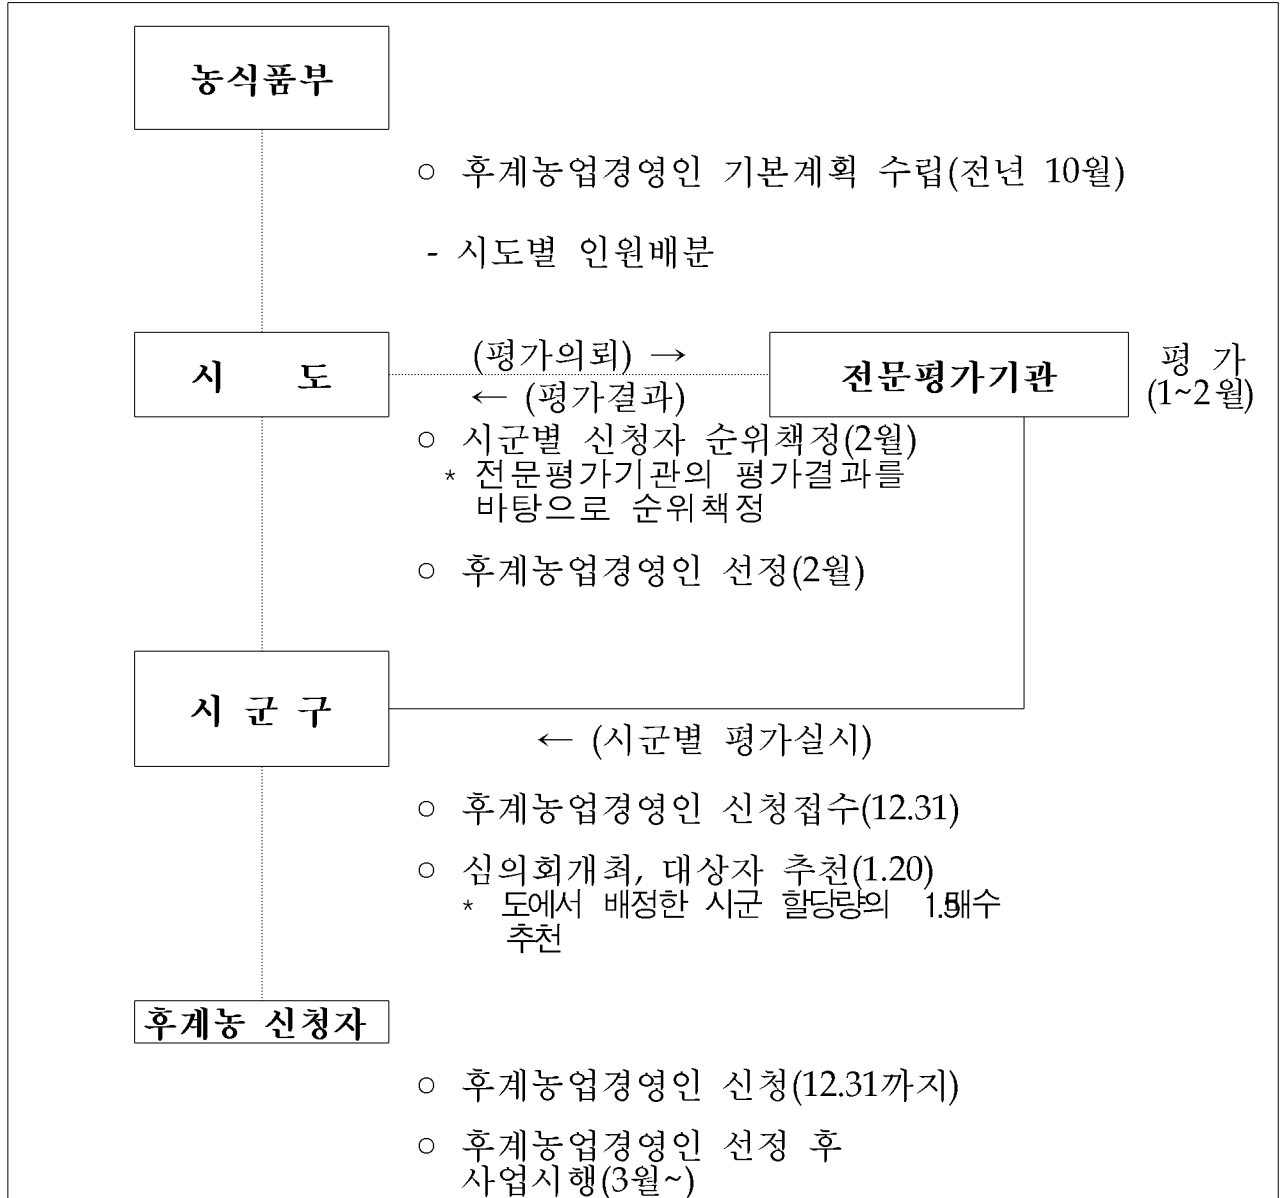 농식품부
○ 후계농업경영인 기본계획 수립(전년 10월)
- 시도별 인원배분
시 도
(평가의뢰) →
← (평가결과)
전문평가기관
평 가
(1~2월)
○ 시군별 신청자 순위책정(2월)
* 전문평가기관의 평가결과를
바탕으로 순위책정
○ 후계농업경영인 선정(2월)
시 군 구
← (시군별 평가실시)
○ 후계농업경영인 신청접수(12.31)
○ 심의회개최, 대상자 추천(1.20)
* 도에서 배정한 시군 할당량의 1.5배수
추천
후계농 신청자
○ 후계농업경영인 신청(12.31까지)
○ 후계농업경영인 선정 후
사업시행(3월~)